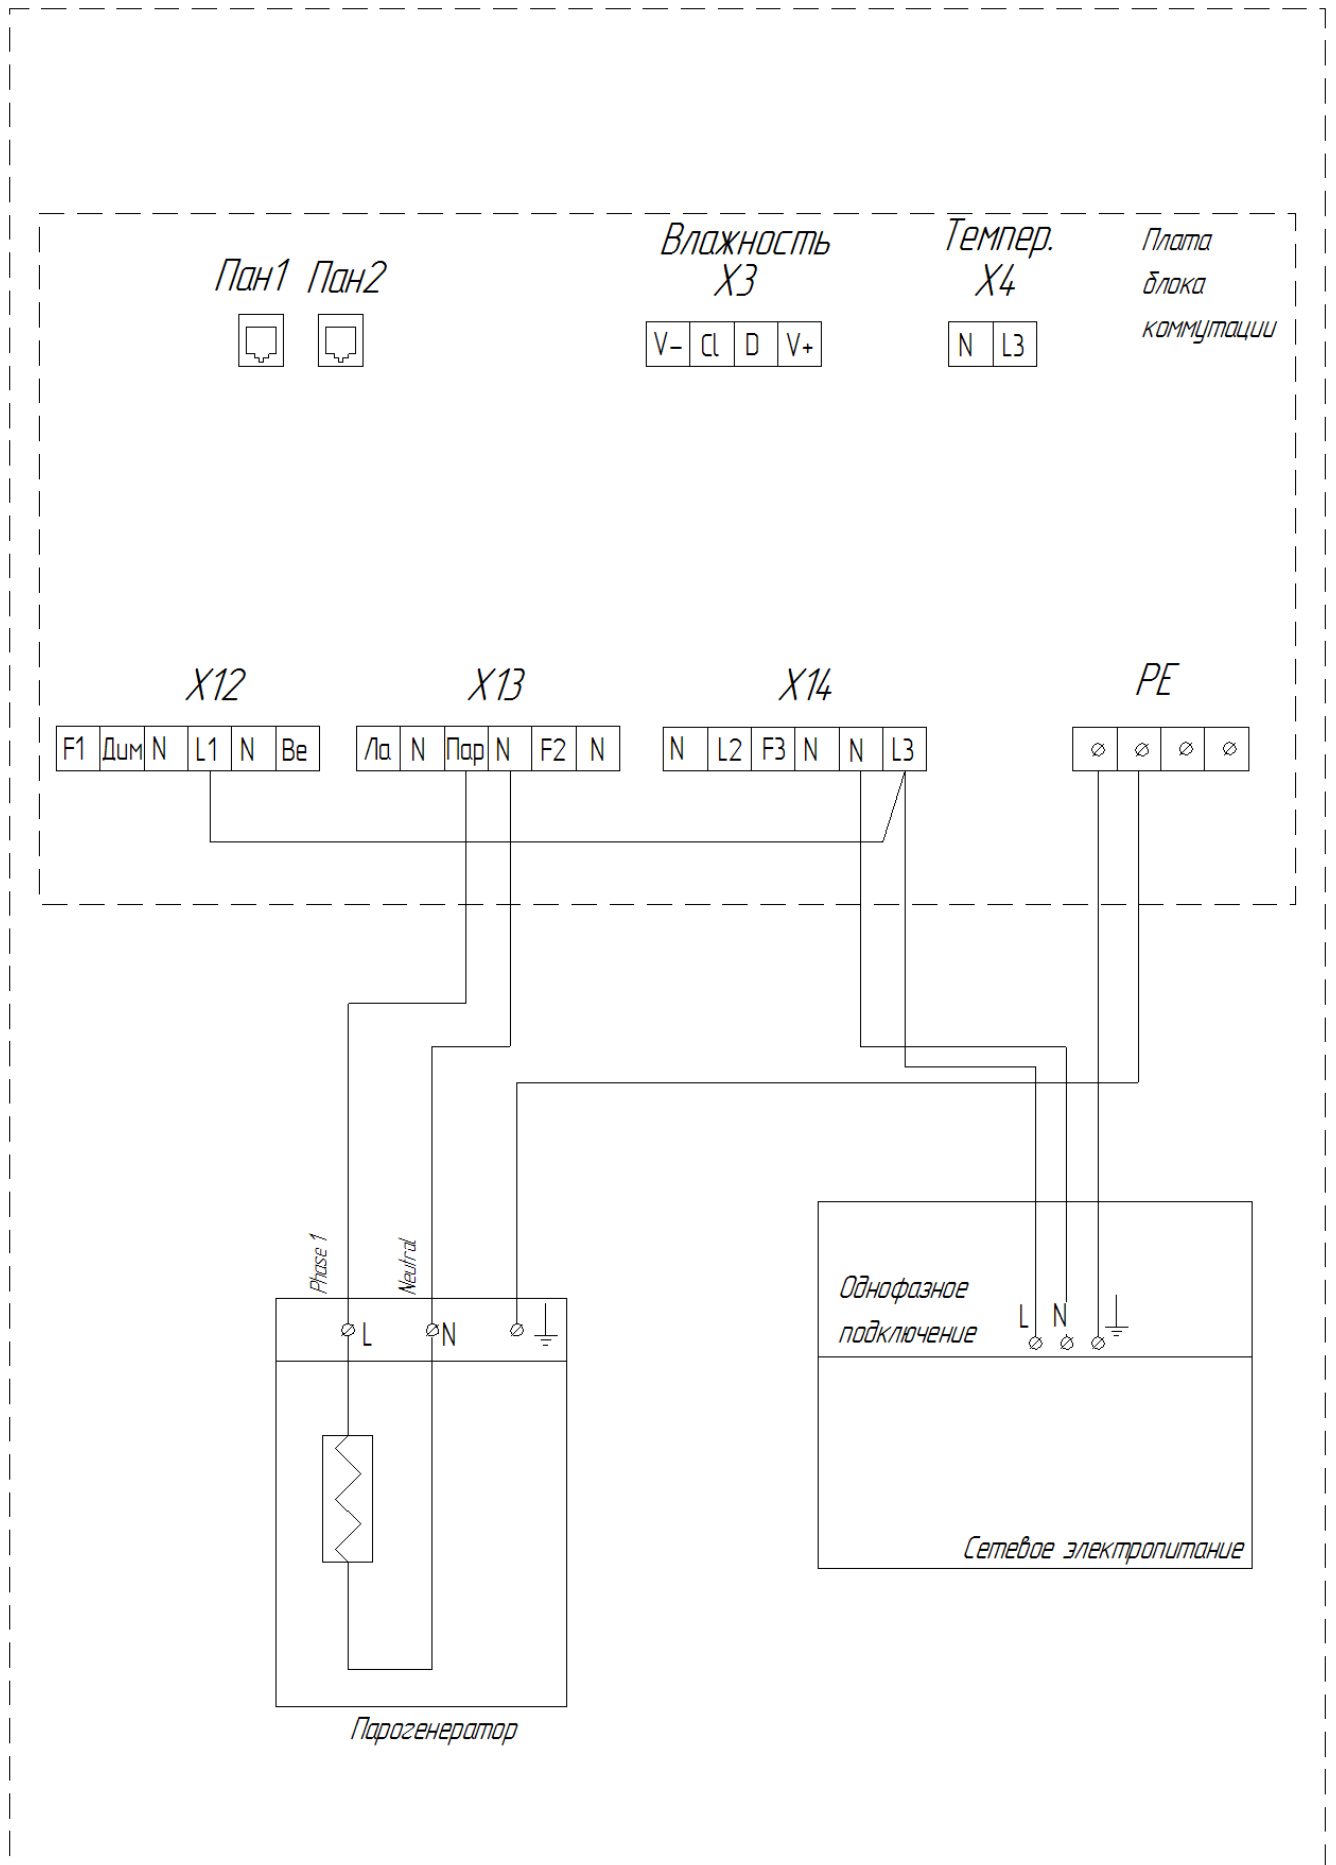 Пан1 Пан2
Влажность
X3
V- Cl D V+
Темпер.
X4
N L3
Плата
блока
коммутации
X12
F1 Дим N L1 N Ве
X13
Ла N Пар N F2 N
X14
N L2 F3 N N L3
PE
Phase 1
Neutral
L N
Парогенератор
Однофазное
подключение
L N
Сетевое электропитание